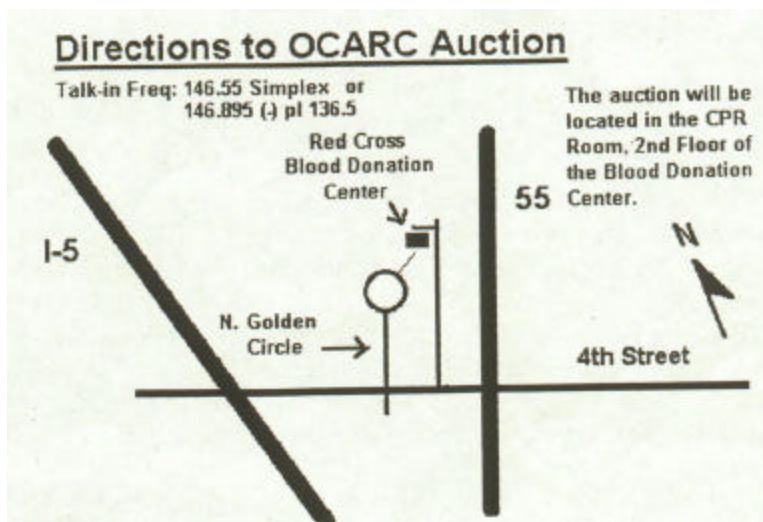 Directions to OCARC Auction
Talk-in Freq: 146.55 Simplex or
146.895 (-) pl 136.5
The auction will be
located in the CPR
Room, 2nd Floor of
the Blood Donation
Center.
Red Cross
Blood Donation
Center
55
I-5
N
N. Golden
Circle
4th Street